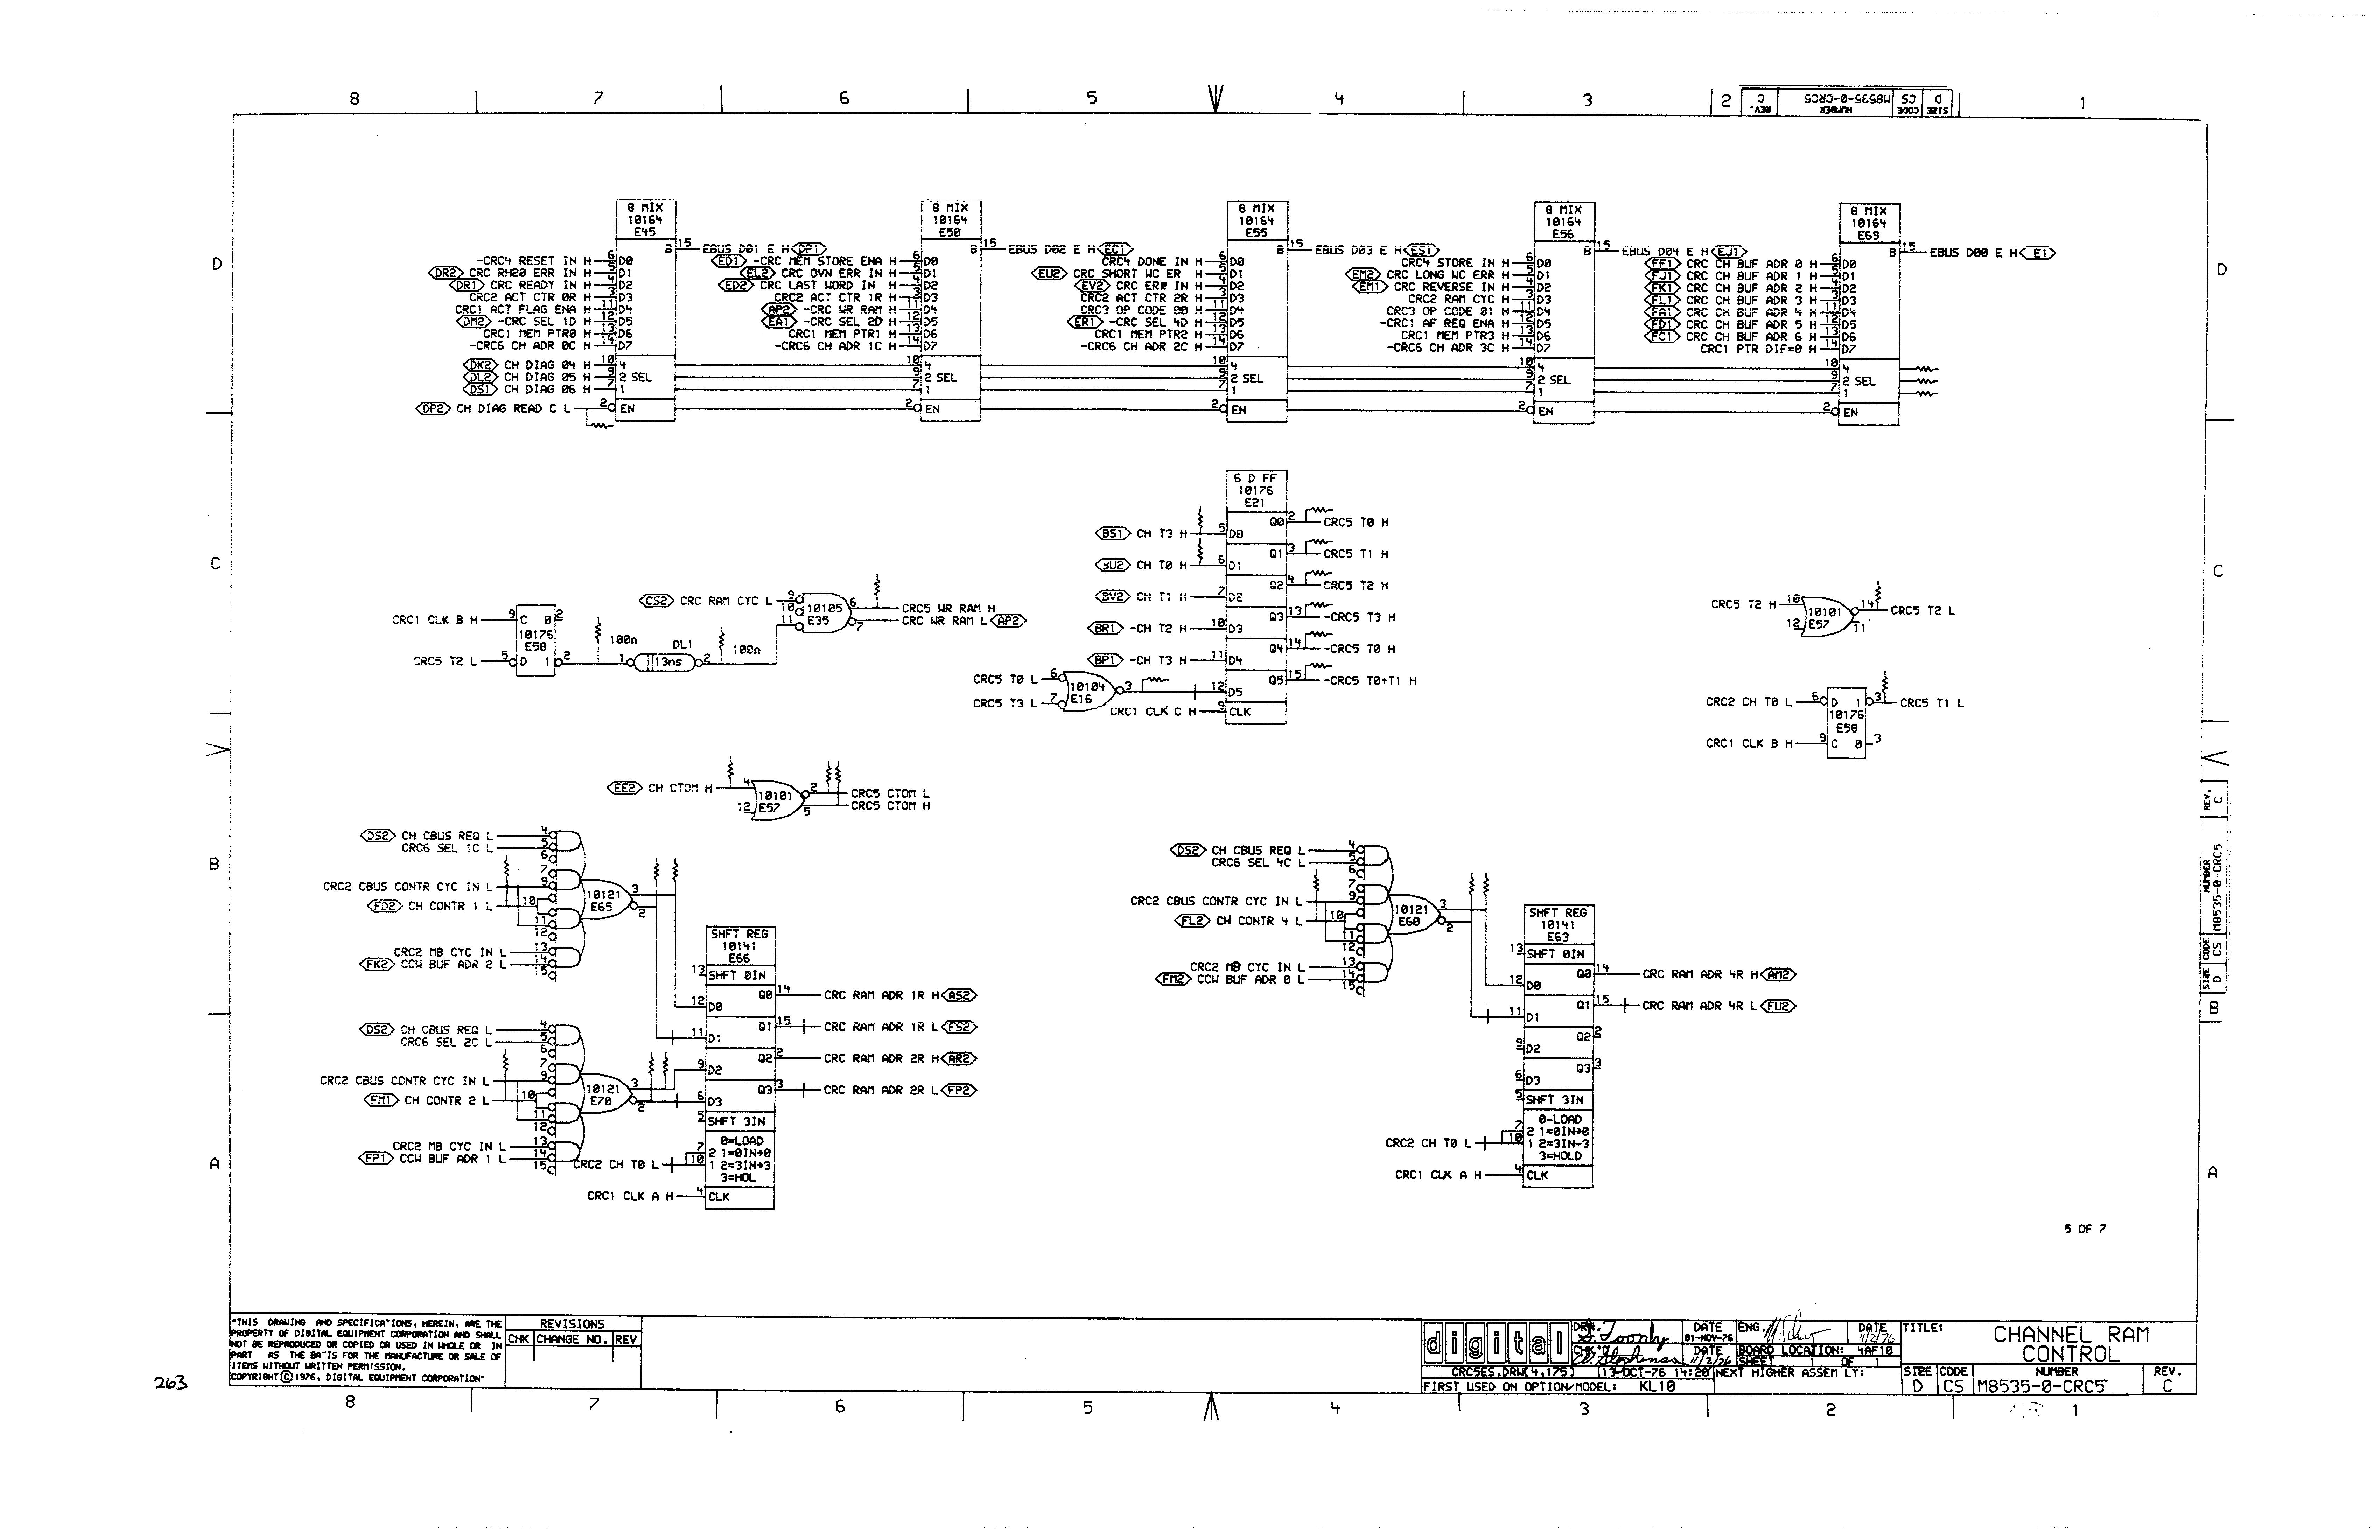 8 7 6 5 4 3 2 1
SIZE CODE NUMBER REV.
D CS M8535-0-CRC5 C
D
8 MIX
10164
E45
B 15 EBUS D01 E H DP1
-CRC4 RESET IN H 6 D0
DR2 CRC RH20 ERR IN H 5 D1
DR1 CRC READY IN H 4 D2
CRC2 ACT CTR 0R H 3 D3
CRC1 ACT FLAG ENA H 11 D4
DM2 -CRC SEL 1D H 12 D5
CRC1 MEM PTR0 H 13 D6
-CRC6 CH ADR 0C H 14 D7
DK2 CH DIAG 04 H 10 4
DL2 CH DIAG 05 H 9 2 SEL
DS1 CH DIAG 06 H 7 1
DP2 CH DIAG READ C L 2 EN
8 MIX
10164
E50
B 15 EBUS D02 E H EC1
ED1 -CRC MEM STORE ENA H 6 D0
EL2 CRC OVN ERR IN H 5 D1
ED2 CRC LAST WORD IN H 4 D2
CRC2 ACT CTR 1R H 3 D3
AP2 -CRC WR RAM H 11 D4
EA1 -CRC SEL 2D H 12 D5
CRC1 MEM PTR1 H 13 D6
-CRC6 CH ADR 1C H 14 D7
10 4
9 2 SEL
7 1
2 EN
8 MIX
10164
E55
B 15 EBUS D03 E H ES1
CRC4 DONE IN H 6 D0
EU2 CRC SHORT WC ER H 5 D1
EV2 CRC ERR IN H 4 D2
CRC2 ACT CTR 2R H 3 D3
CRC3 OP CODE 00 H 11 D4
ER1 -CRC SEL 4D H 12 D5
CRC1 MEM PTR2 H 13 D6
-CRC6 CH ADR 2C H 14 D7
10 4
9 2 SEL
7 1
2 EN
8 MIX
10164
E56
B 15 EBUS D04 E H EJ1
CRC4 STORE IN H 6 D0
EM2 CRC LONG WC ERR H 5 D1
EM1 CRC REVERSE IN H 4 D2
CRC2 RAM CYC H 3 D3
CRC3 OP CODE 01 H 11 D4
-CRC1 AF REQ ENA H 12 D5
CRC1 MEM PTR3 H 13 D6
-CRC6 CH ADR 3C H 14 D7
10 4
9 2 SEL
7 1
2 EN
8 MIX
10164
E69
B 15 EBUS D00 E H E1
FF1 CRC CH BUF ADR 0 H 6 D0
FJ1 CRC CH BUF ADR 1 H 5 D1
FK1 CRC CH BUF ADR 2 H 4 D2
FL1 CRC CH BUF ADR 3 H 3 D3
FA1 CRC CH BUF ADR 4 H 11 D4
FD1 CRC CH BUF ADR 5 H 12 D5
FC1 CRC CH BUF ADR 6 H 13 D6
CRC1 PTR DIF=0 H 14 D7
10 4
9 2 SEL
7 1
2 EN
D
C
CRC1 CLK B H 9 C 0 2
10176
E58
CRC5 T2 L 5 D 1 2
100Ω
DL1
1 13ns 2
100Ω
CS2 CRC RAM CYC L 9
10
11
10105
E35
6 CRC5 WR RAM H
7 CRC WR RAM L AP2
6 D FF
10176
E21
BS1 CH T3 H 5 D0 Q0 2 CRC5 T0 H
BU2 CH T0 H 6 D1 Q1 3 CRC5 T1 H
BV2 CH T1 H 7 D2 Q2 4 CRC5 T2 H
BR1 -CH T2 H 10 D3 Q3 13 -CRC5 T3 H
BP1 -CH T3 H 11 D4 Q4 14 -CRC5 T0 H
12 D5 Q5 15 -CRC5 T0+T1 H
CRC5 T0 L 6
CRC5 T3 L 7
10104
E16
3
CRC1 CLK C H 9 CLK
CRC5 T2 H 10
12
10101
E57
14 CRC5 T2 L
11
CRC2 CH T0 L 6 D 1 3 CRC5 T1 L
10176
E58
CRC1 CLK B H 9 C 0 3
C
EE2 CH CTOM H 4
12
10101
E57
2 CRC5 CTOM L
5 CRC5 CTOM H
B
DS2 CH CBUS REQ L 4
CRC6 SEL 1C L 5
6
7
CRC2 CBUS CONTR CYC IN L 9
FD2 CH CONTR 1 L 10
11
12
CRC2 MB CYC IN L 13
FK2 CCW BUF ADR 2 L 14
15
10121
E65
3
2
DS2 CH CBUS REQ L 4
CRC6 SEL 2C L 5
6
7
CRC2 CBUS CONTR CYC IN L 9
FM1 CH CONTR 2 L 10
11
12
CRC2 MB CYC IN L 13
FP1 CCW BUF ADR 1 L 14
15
10121
E70
3
2
SHFT REG
10141
E66
13 SHFT 0IN
12 D0 Q0 14 CRC RAM ADR 1R H AS2
11 D1 Q1 15 CRC RAM ADR 1R L FS2
9 D2 Q2 2 CRC RAM ADR 2R H AR2
6 D3 Q3 3 CRC RAM ADR 2R L FP2
5 SHFT 3IN
0=LOAD
7 2 1=0IN→0
CRC2 CH T0 L 10 1 2=3IN→3
3=HOL
CRC1 CLK A H 4 CLK
DS2 CH CBUS REQ L 4
CRC6 SEL 4C L 5
6
7
CRC2 CBUS CONTR CYC IN L 9
FL2 CH CONTR 4 L 10
11
12
CRC2 MB CYC IN L 13
FM2 CCW BUF ADR 0 L 14
15
10121
E60
3
2
SHFT REG
10141
E63
13 SHFT 0IN
12 D0 Q0 14 CRC RAM ADR 4R H AM2
11 D1 Q1 15 CRC RAM ADR 4R L FU2
9 D2 Q2 2
6 D3 Q3 3
5 SHFT 3IN
0=LOAD
7 2 1=0IN→0
CRC2 CH T0 L 10 1 2=3IN→3
3=HOLD
CRC1 CLK A H 4 CLK
REV. C
NUMBER M8535-0-CRC5
SIZE CODE D CS
B
A
A
5 OF 7
"THIS DRAWING AND SPECIFICATIONS, HEREIN, ARE THE
PROPERTY OF DIGITAL EQUIPMENT CORPORATION AND SHALL
NOT BE REPRODUCED OR COPIED OR USED IN WHOLE OR IN
PART AS THE BASIS FOR THE MANUFACTURE OR SALE OF
ITEMS WITHOUT WRITTEN PERMISSION.
COPYRIGHT © 1976, DIGITAL EQUIPMENT CORPORATION"
REVISIONS
CHK CHANGE NO. REV
digital
DRN.
DATE
01-NOV-76
ENG.
DATE
11/2/76
CHK'D
DATE
11/2/76
BOARD LOCATION: 4AF10
SHEET 1 OF 1
CRC5ES.DRW[4,175] 13-OCT-76 14:20 NEXT HIGHER ASSEM LY:
FIRST USED ON OPTION/MODEL: KL10
TITLE:
CHANNEL RAM
CONTROL
SIZE CODE NUMBER REV.
D CS M8535-0-CRC5 C
263
8 7 6 5 4 3 2 1